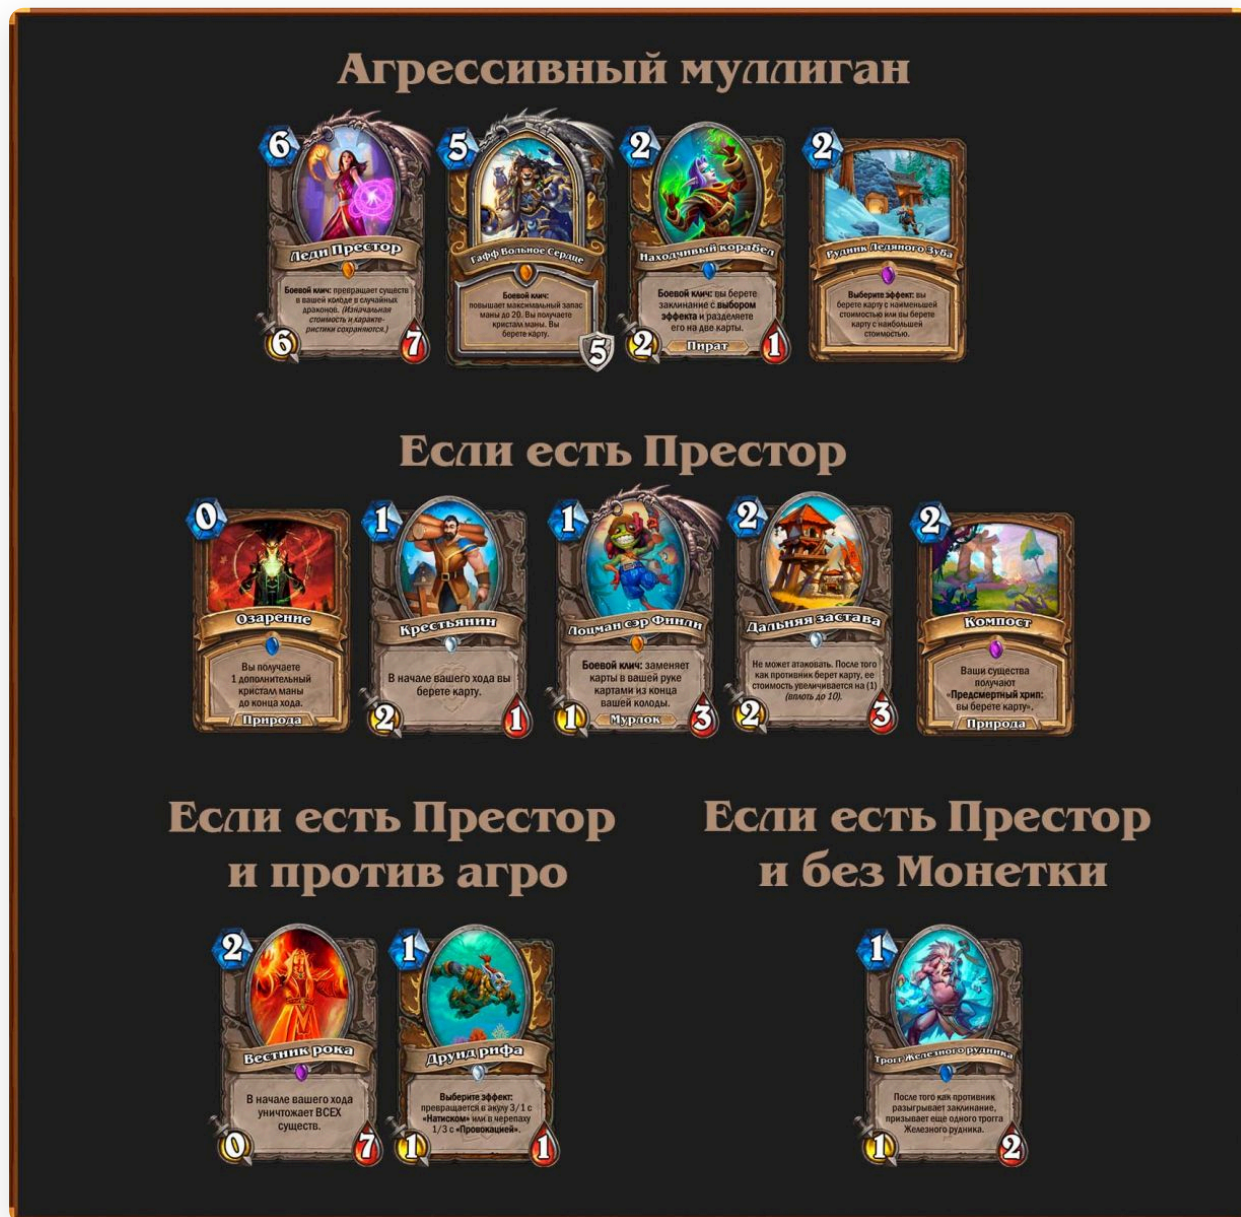 Агрессивный муллиган
6
5
2
2
Леди Престор
Гафф Вольное Сердце
Находчивый корабел
Рудник Ледяного Зуба
Боевой клич: превращает существ
в вашей колоде в случайных
драконов. (Изначальная
стоимость и характе-
ристики сохраняются.)
6
7
Боевой клич:
повышает максимальный запас
маны до 20. Вы получаете
кристалл маны. Вы
берете карту.
5
Боевой клич: вы берете
заклинание с выбором
эффекта и разделяете
его на две карты.
2
Пират
1
Выберите эффект: вы
берете карту с наименьшей
стоимостью или вы берете
карту с наибольшей
стоимостью.
Если есть Престор
0
1
1
2
2
Озарение
Крестьянин
Лоцман сэр Финли
Дальняя застава
Компост
Вы получаете
1 дополнительный
кристалл маны
до конца хода.
Природа
В начале вашего хода вы
берете карту.
2
1
Боевой клич: заменяет
карты в вашей руке
картами из конца
вашей колоды.
1
Мурлок
3
Не может атаковать. После того
как противник берет карту, ее
стоимость увеличивается на (1)
(вплоть до 10).
2
3
Ваши существа
получают
«Предсмертный хрип:
вы берете карту».
Природа
Если есть Престор
и против агро
2
1
Вестник рока
Друид рифа
В начале вашего хода
уничтожает ВСЕХ
существ.
0
7
Выберите эффект:
превращается в акулу 3/1 с
«Натиском» или в черепаху
1/3 с «Провокацией».
1
1
Если есть Престор
и без Монетки
1
Трогг Железного рудника
После того как противник
разыгрывает заклинание,
призывает еще одного трогга
Железного рудника.
1
2